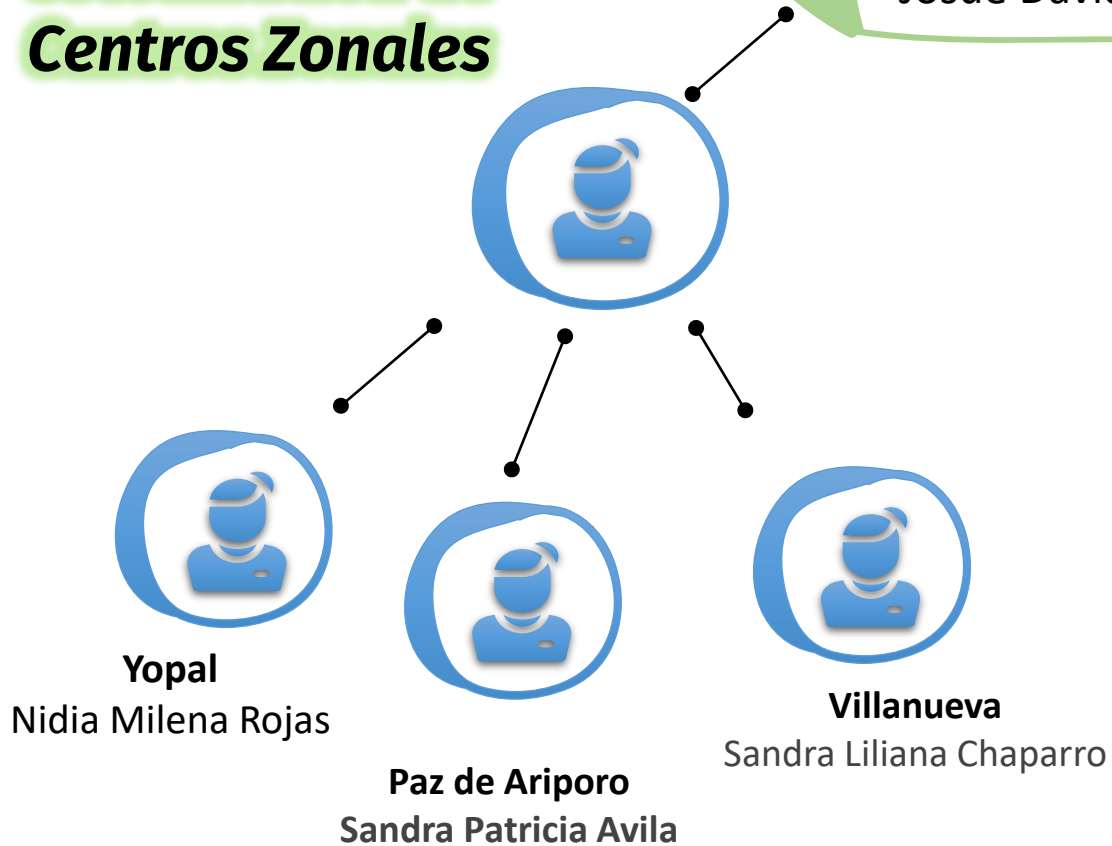 Centros Zonales
Yopal
Nidia Milena Rojas
Villanueva
Sandra Liliana Chaparro
Paz de Ariporo
Sandra Patricia Avila